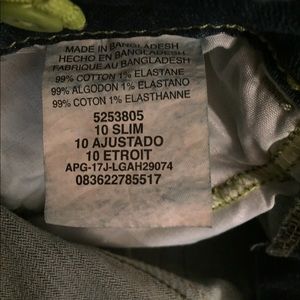 MADE IN BANGLADESH
HECHO EN BANGLADESH
FABRIQUE AU BANGLADESH
99% COTTON 1% ELASTANE
99% ALGODON 1% ELASTANO
99% COTON 1% ELASTHANNE
5253805
10 SLIM
10 AJUSTADO
10 ETROIT
APG-17J-LGAH29074
083622785517